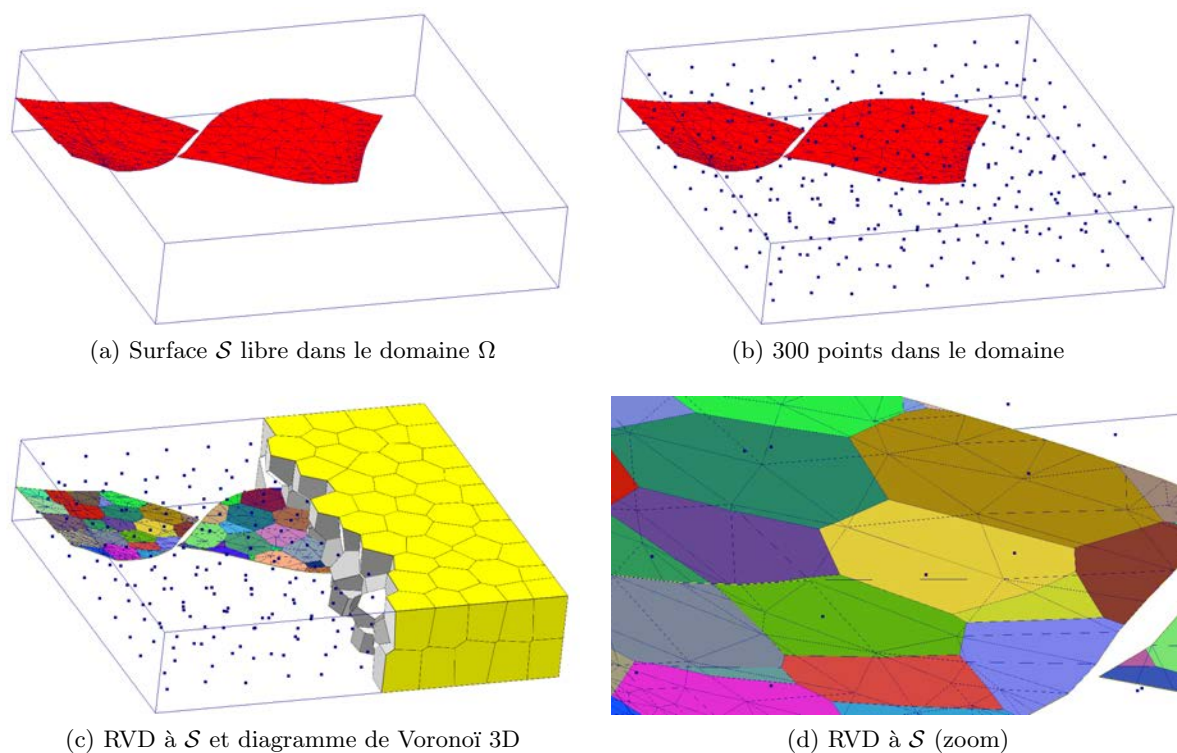 (a) Surface 𝒮 libre dans le domaine Ω
(b) 300 points dans le domaine
(c) RVD à 𝒮 et diagramme de Voronoï 3D
(d) RVD à 𝒮 (zoom)